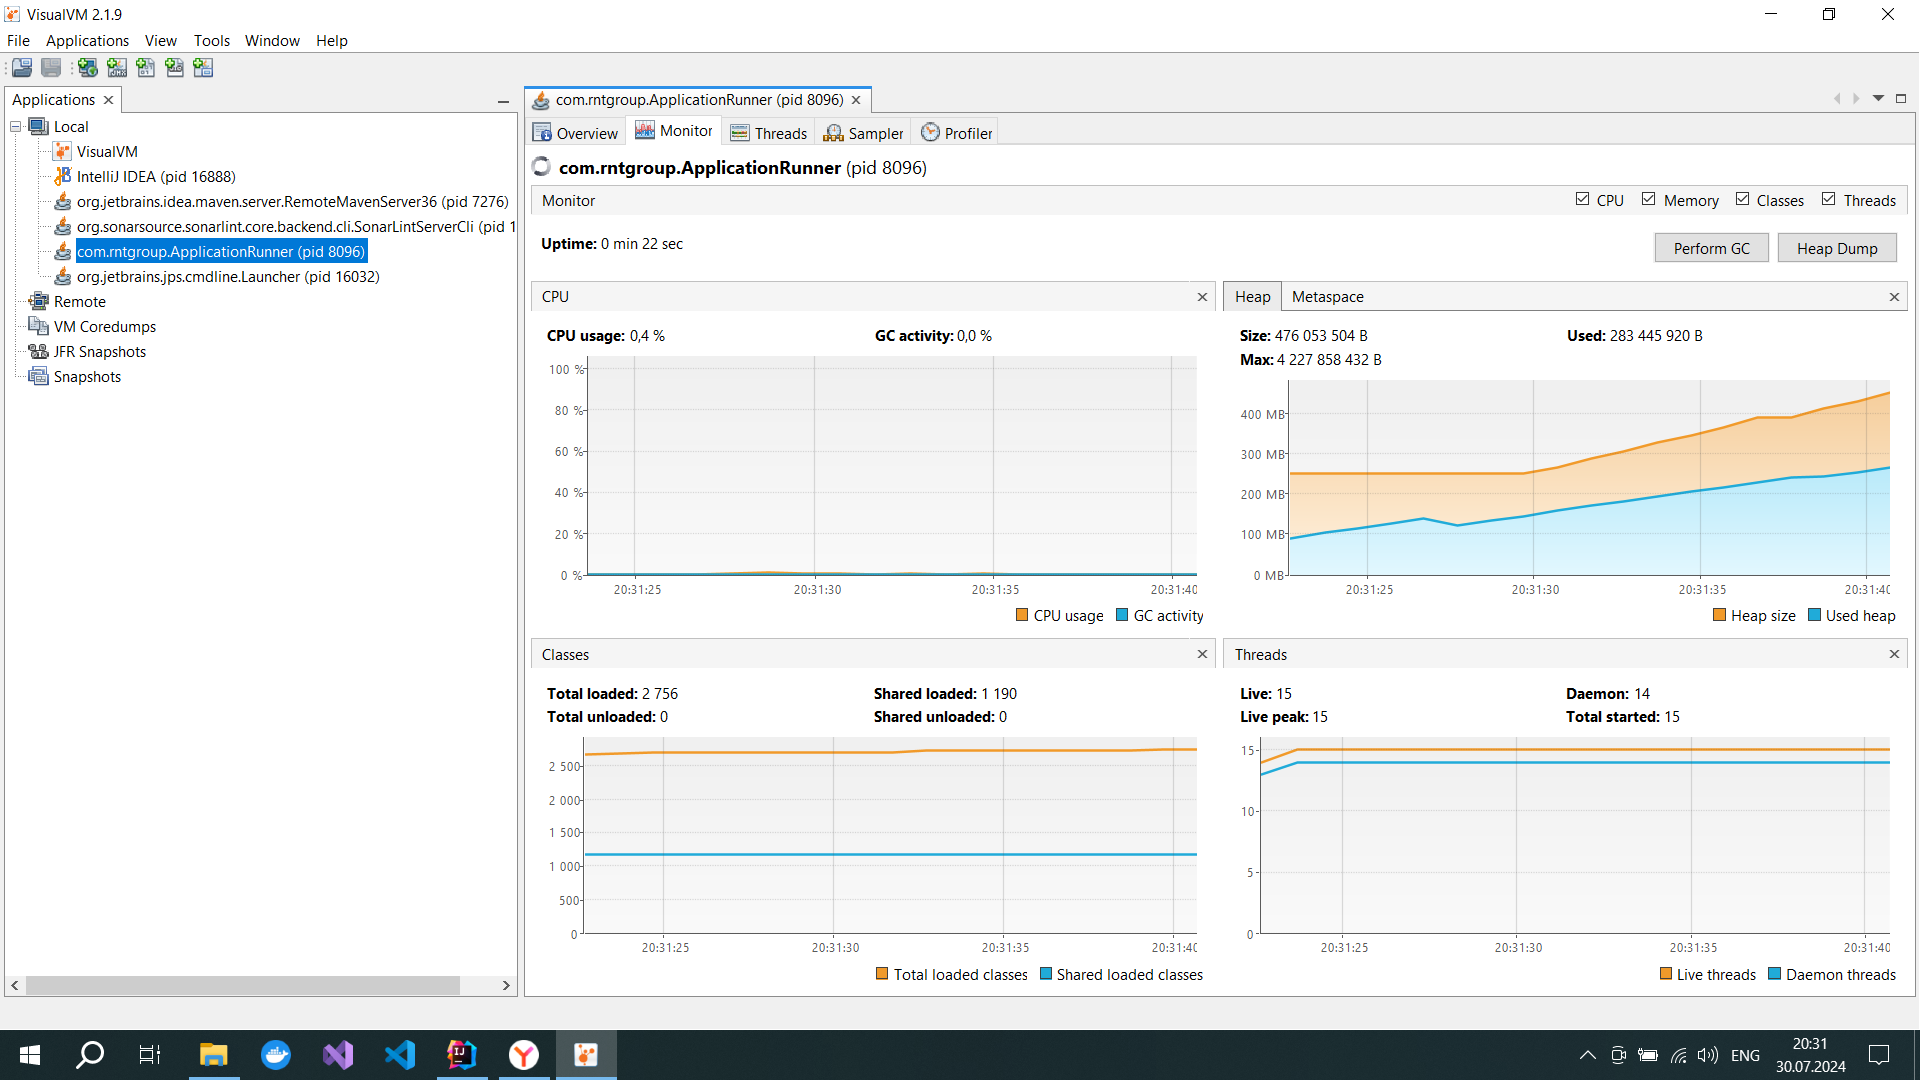 VisualVM 2.1.9
File Applications View Tools Window Help
Applications
Local
VisualVM
IntelliJ IDEA (pid 16888)
org.jetbrains.idea.maven.server.RemoteMavenServer36 (pid 7276)
org.sonarsource.sonarlint.core.backend.cli.SonarLintServerCli (pid 1
com.rntgroup.ApplicationRunner (pid 8096)
org.jetbrains.jps.cmdline.Launcher (pid 16032)
Remote
VM Coredumps
JFR Snapshots
Snapshots
com.rntgroup.ApplicationRunner (pid 8096)
Overview Monitor Threads Sampler Profiler
com.rntgroup.ApplicationRunner (pid 8096)
Monitor CPU Memory Classes Threads
Uptime: 0 min 22 sec
Perform GC Heap Dump
CPU
CPU usage: 0,4 % GC activity: 0,0 %
100 %
80 %
60 %
40 %
20 %
0 %
20:31:25 20:31:30 20:31:35 20:31:40
CPU usage GC activity
Heap Metaspace
Size: 476 053 504 B Used: 283 445 920 B
Max: 4 227 858 432 B
400 MB
300 MB
200 MB
100 MB
0 MB
20:31:25 20:31:30 20:31:35 20:31:40
Heap size Used heap
Classes
Total loaded: 2 756 Shared loaded: 1 190
Total unloaded: 0 Shared unloaded: 0
2 500
2 000
1 500
1 000
500
0
20:31:25 20:31:30 20:31:35 20:31:40
Total loaded classes Shared loaded classes
Threads
Live: 15 Daemon: 14
Live peak: 15 Total started: 15
15
10
5
0
20:31:25 20:31:30 20:31:35 20:31:40
Live threads Daemon threads
ENG
20:31
30.07.2024